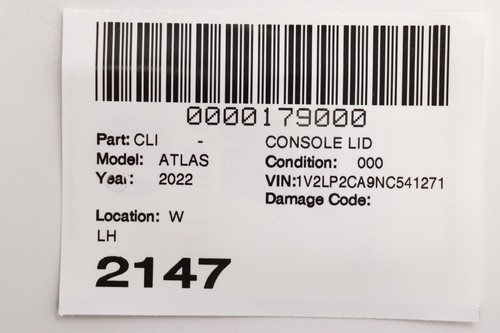 0000179000
Part: CLI - CONSOLE LID
Model: ATLAS Condition: 000
Year: 2022 VIN:1V2LP2CA9NC541271
Damage Code:
Location: W
LH
2147